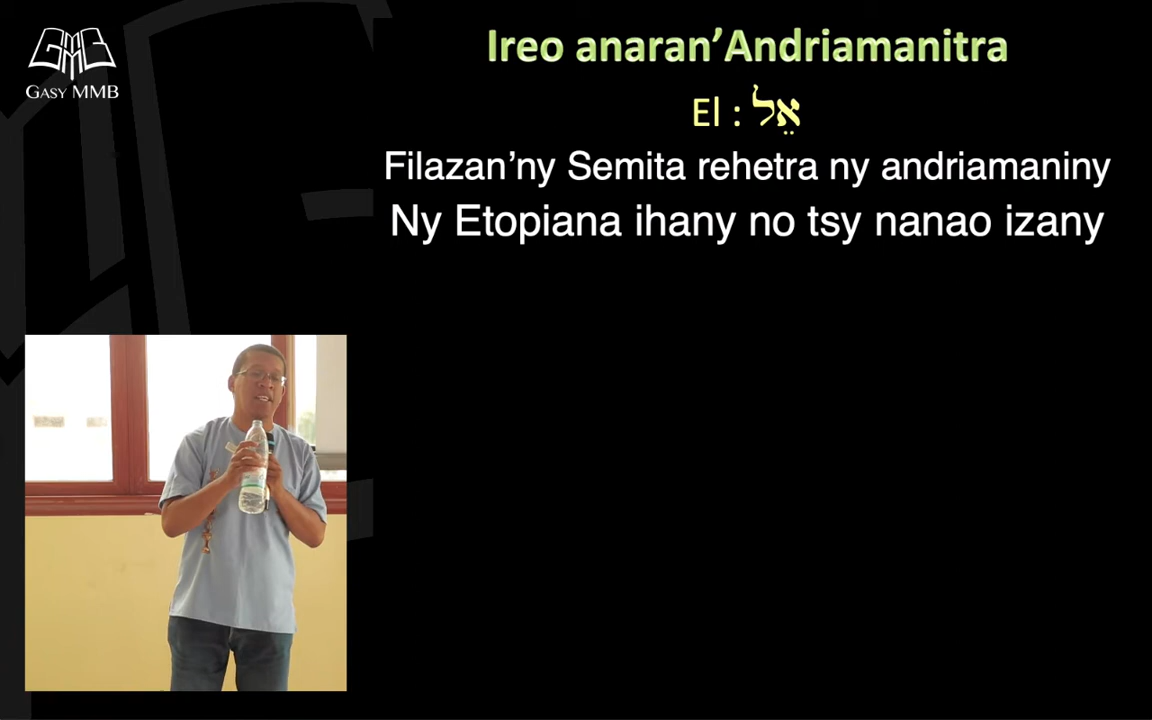 GASY MMB
Ireo anaran’Andriamanitra
El : אֵל
Filazan’ny Semita rehetra ny andriamaniny
Ny Etopiana ihany no tsy nanao izany